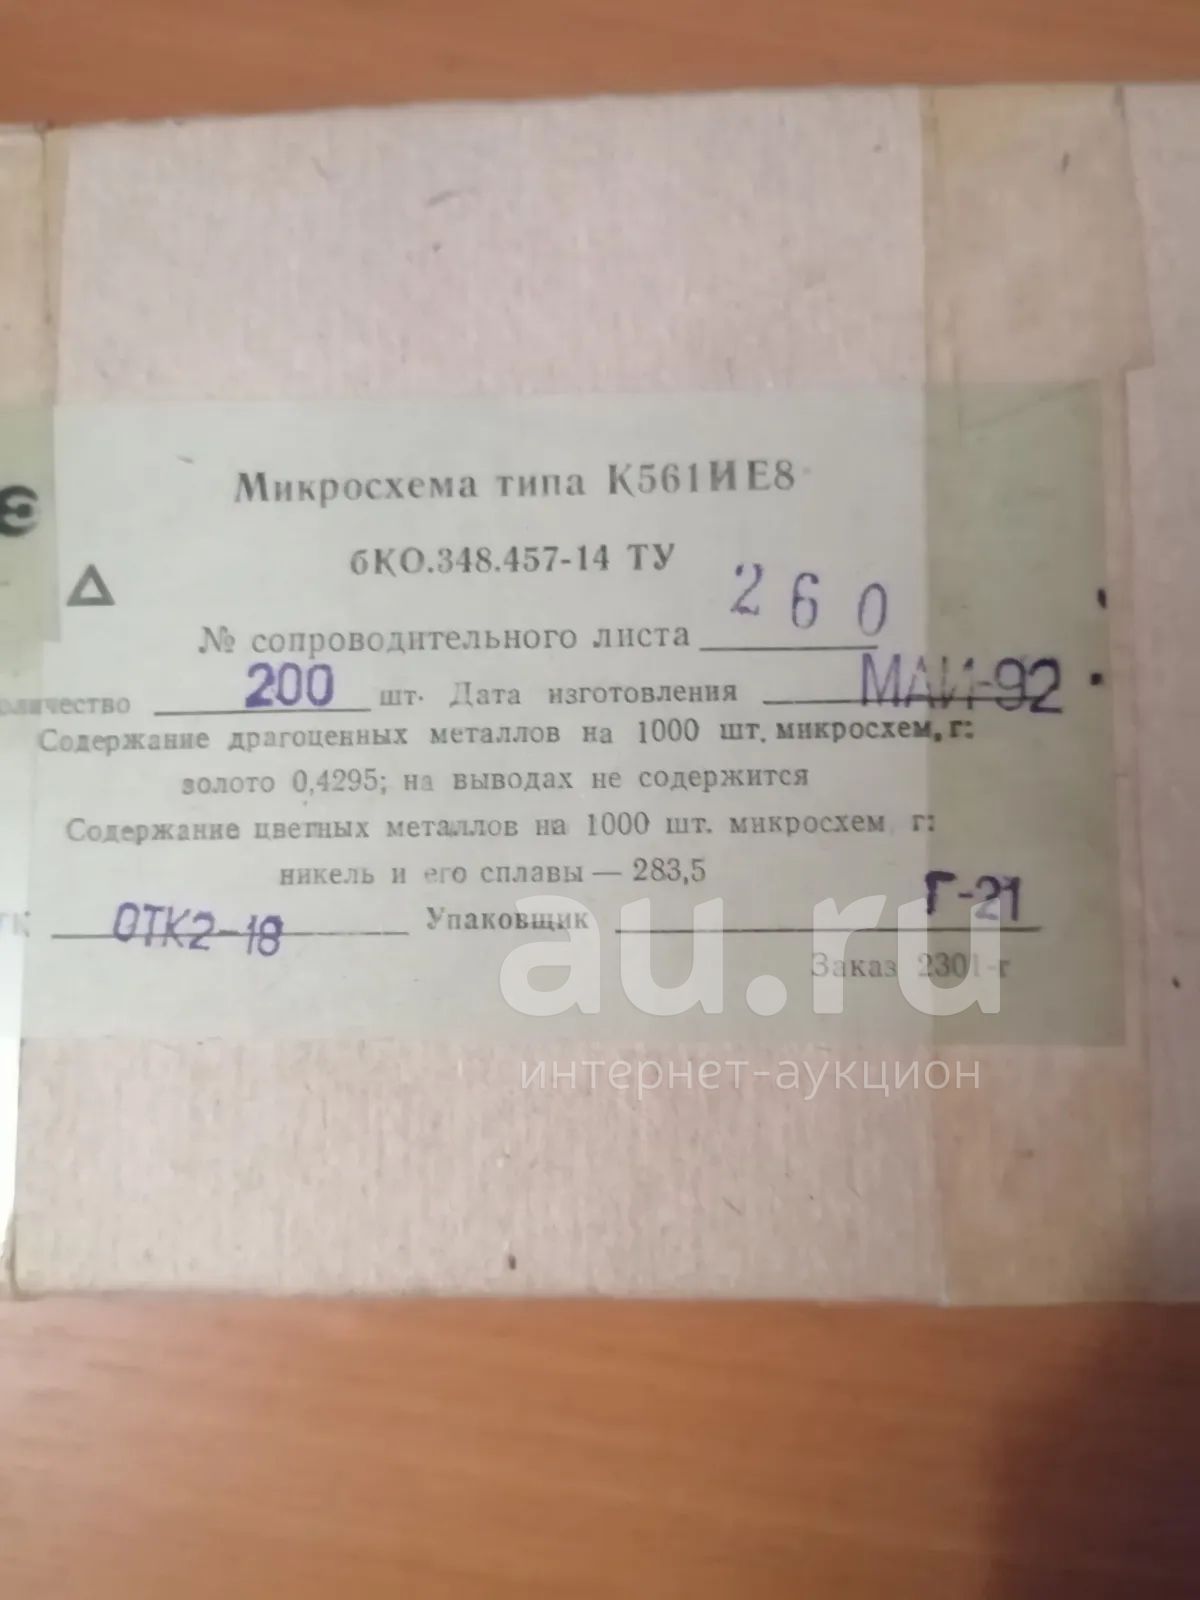 Э
Микросхема типа К561ИЕ8
бКО.348.457-14 ТУ
№ сопроводительного листа 260
оличество 200 шт. Дата изготовления МАЙ-92
Содержание драгоценных металлов на 1000 шт. микросхем, г:
золото 0,4295; на выводах не содержится
Содержание цветных металлов на 1000 шт. микросхем, г:
никель и его сплавы — 283,5
ТК ОТК2-18 Упаковщик Г-21
Заказ 2301-г
au.ru
интернет-аукцион